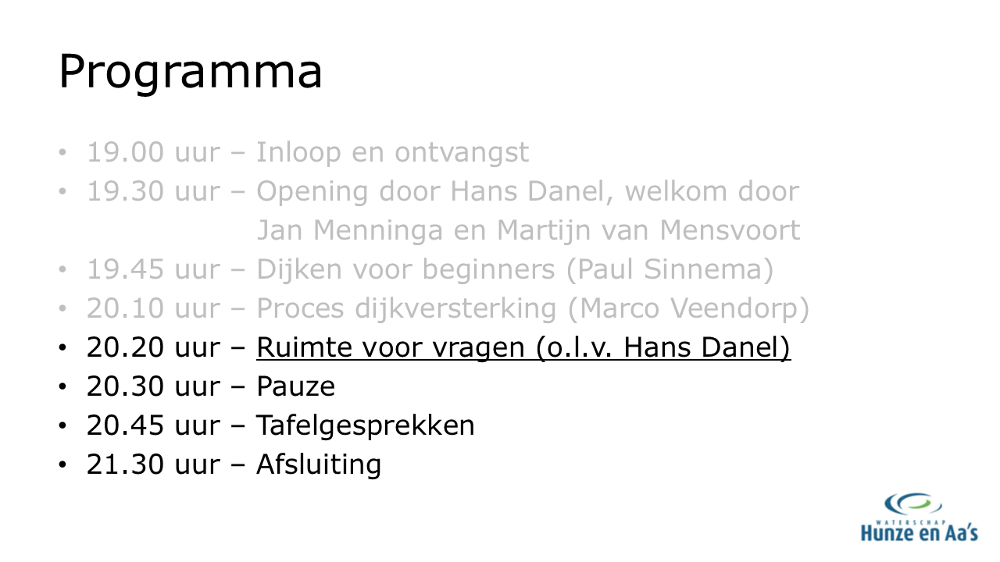 Programma
• 19.00 uur – Inloop en ontvangst
• 19.30 uur – Opening door Hans Danel, welkom door
Jan Menninga en Martijn van Mensvoort
• 19.45 uur – Dijken voor beginners (Paul Sinnema)
• 20.10 uur – Proces dijkversterking (Marco Veendorp)
• 20.20 uur – Ruimte voor vragen (o.l.v. Hans Danel)
• 20.30 uur – Pauze
• 20.45 uur – Tafelgesprekken
• 21.30 uur – Afsluiting
WATERSCHAP
Hunze en Aa's